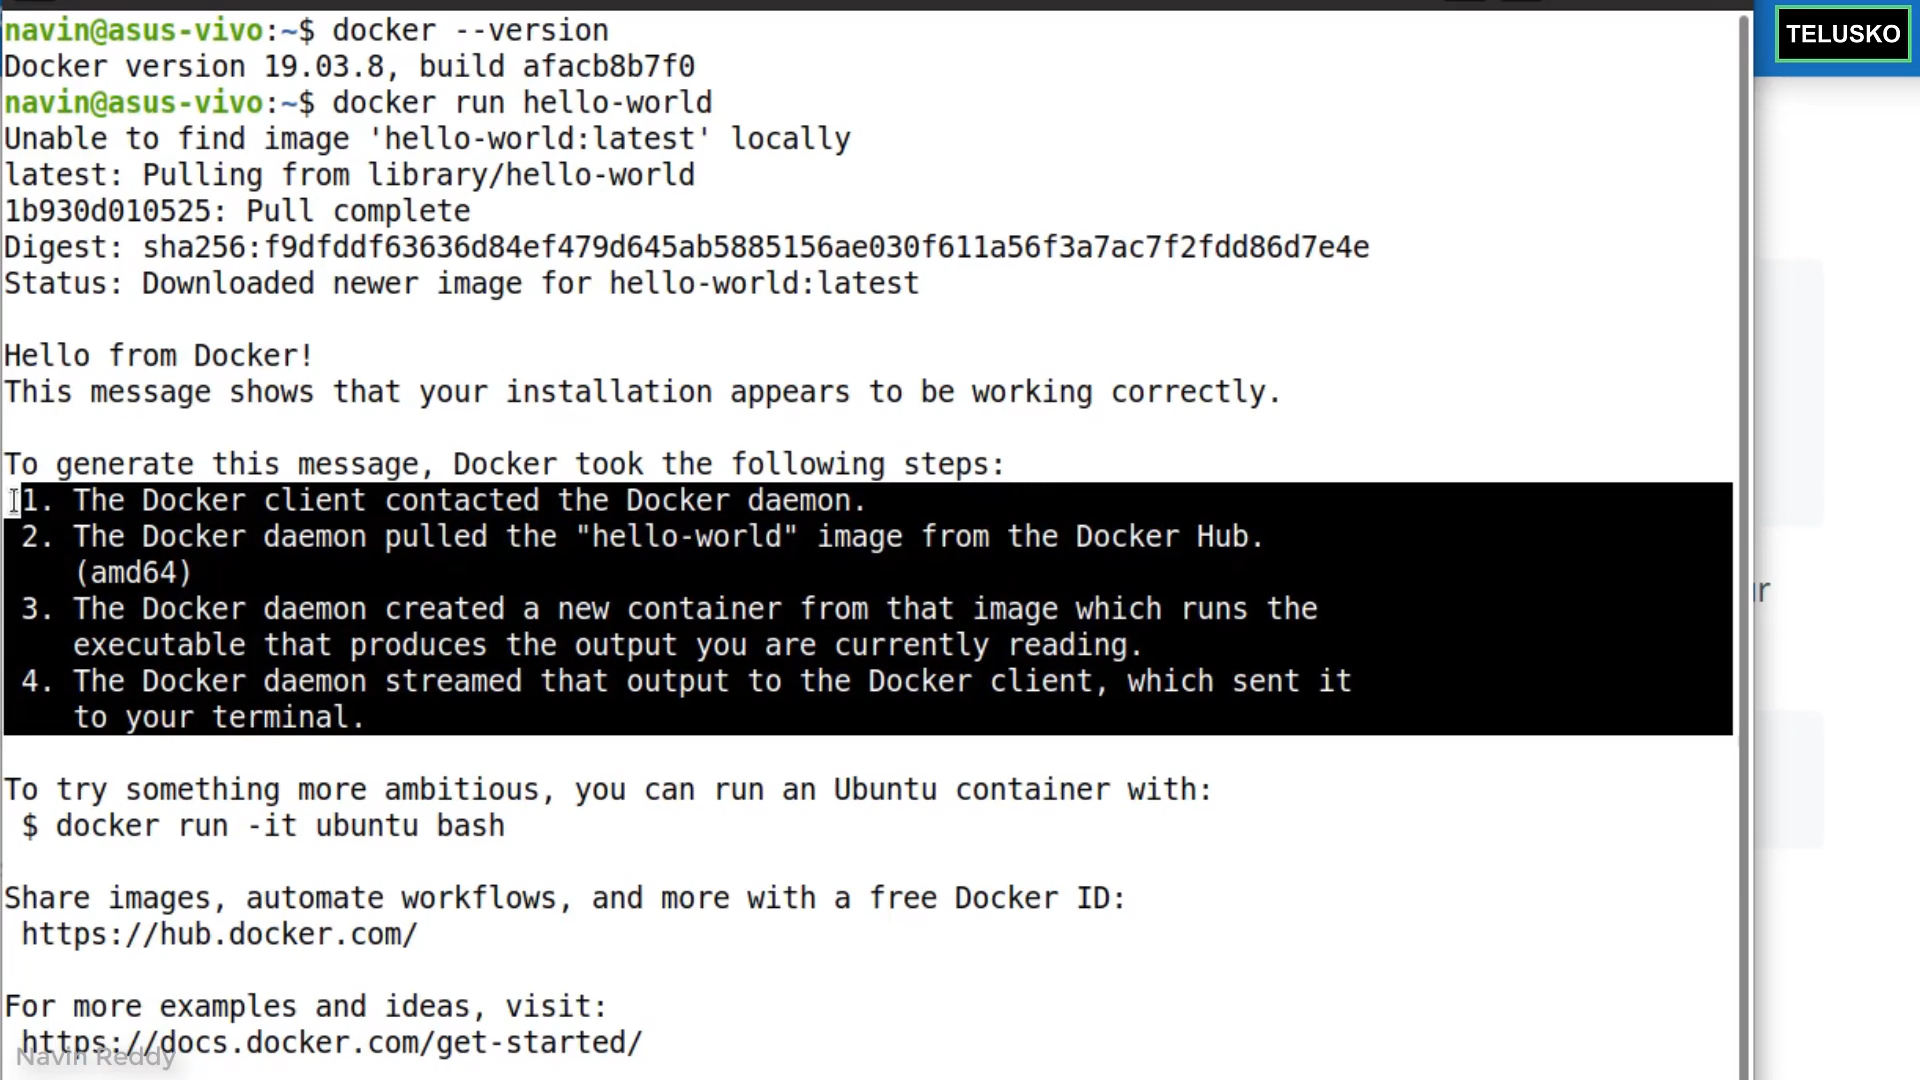 navin@asus-vivo:~$ docker --version
TELUSKO
Docker version 19.03.8, build afacb8b7f0
navin@asus-vivo:~$ docker run hello-world
Unable to find image 'hello-world:latest' locally
latest: Pulling from library/hello-world
1b930d010525: Pull complete
Digest: sha256:f9dfddf63636d84ef479d645ab5885156ae030f611a56f3a7ac7f2fdd86d7e4e
Status: Downloaded newer image for hello-world:latest
Hello from Docker!
This message shows that your installation appears to be working correctly.
To generate this message, Docker took the following steps:
1. The Docker client contacted the Docker daemon.
2. The Docker daemon pulled the "hello-world" image from the Docker Hub.
(amd64)
3. The Docker daemon created a new container from that image which runs the
executable that produces the output you are currently reading.
4. The Docker daemon streamed that output to the Docker client, which sent it
to your terminal.
To try something more ambitious, you can run an Ubuntu container with:
$ docker run -it ubuntu bash
Share images, automate workflows, and more with a free Docker ID:
https://hub.docker.com/
For more examples and ideas, visit:
https://docs.docker.com/get-started/
Navin Reddy